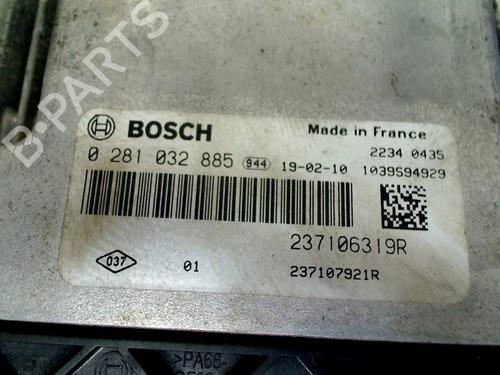 B-PARTS
BOSCH
Made in France
0 281 032 885 944 19-02-10
2234 0435
1039S94929
237106319R
037 01 237107921R
>PA66-